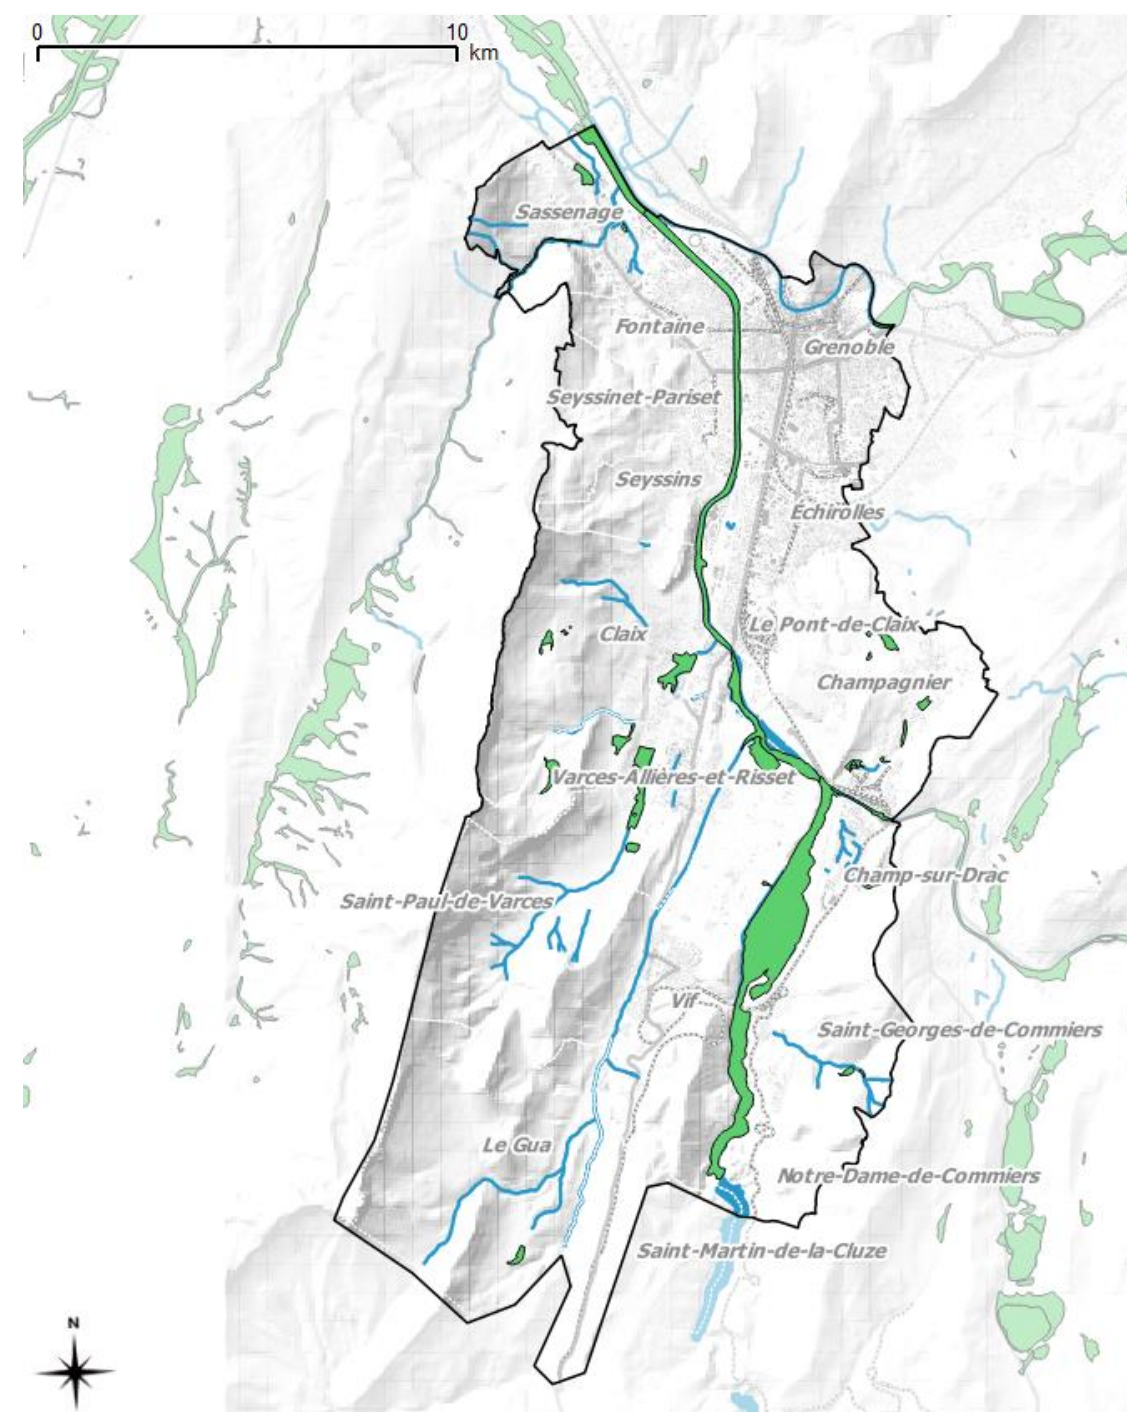 0
10
km
Sassenage
Fontaine
Grenoble
Seyssinet-Pariset
Seyssins
Echirolles
Le Pont-de-Claix
Claix
Champagnier
Varces-Allières-et-Risset
Champ-sur-Drac
Saint-Paul-de-Varces
Vif
Saint-Georges-de-Commiers
Le Gua
Notre-Dame-de-Commiers
Saint-Martin-de-la-Cluze
N